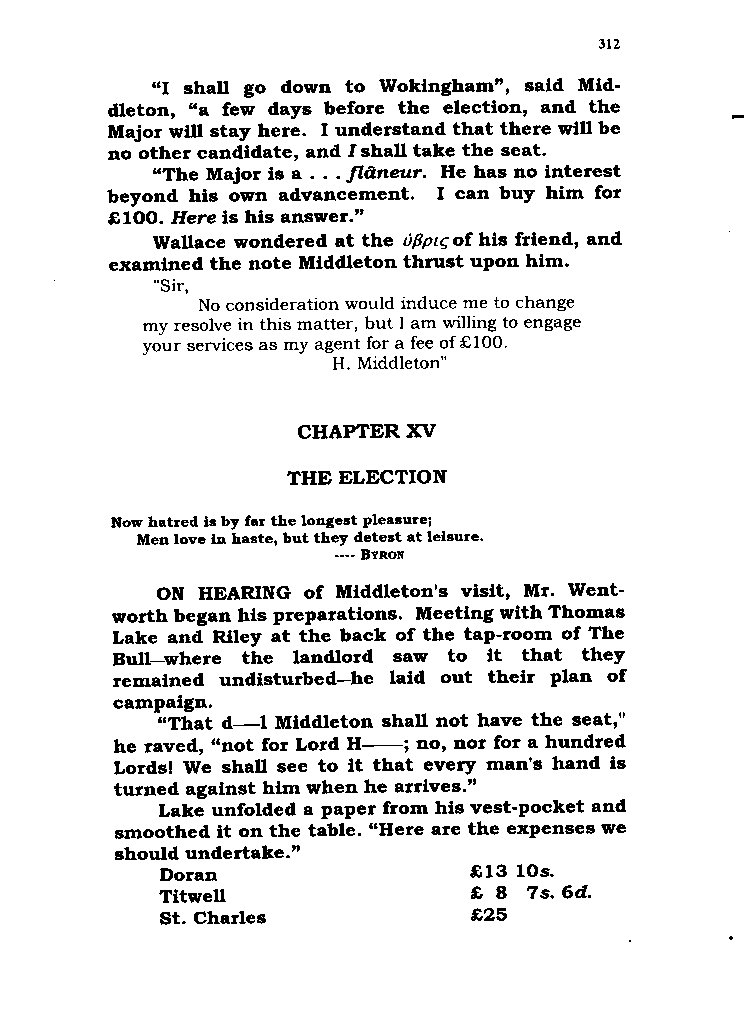 312
“I shall go down to Wokingham”, said Mid-
dleton, “a few days before the election, and the
Major will stay here. I understand that there will be
no other candidate, and I shall take the seat.
“The Major is a . . . flâneur. He has no interest
beyond his own advancement. I can buy him for
£100. Here is his answer.”
Wallace wondered at the ὕβρις of his friend, and
examined the note Middleton thrust upon him.
"Sir,
No consideration would induce me to change
my resolve in this matter, but I am willing to engage
your services as my agent for a fee of £100.
H. Middleton"
CHAPTER XV
THE ELECTION
Now hatred is by far the longest pleasure;
Men love in haste, but they detest at leisure.
---- BYRON
ON HEARING of Middleton's visit, Mr. Went-
worth began his preparations. Meeting with Thomas
Lake and Riley at the back of the tap-room of The
Bull—where the landlord saw to it that they
remained undisturbed—he laid out their plan of
campaign.
“That d——l Middleton shall not have the seat,"
he raved, “not for Lord H——; no, nor for a hundred
Lords! We shall see to it that every man's hand is
turned against him when he arrives.”
Lake unfolded a paper from his vest-pocket and
smoothed it on the table. “Here are the expenses we
should undertake.”
Doran £13 10s.
Titwell £ 8 7s. 6d.
St. Charles £25